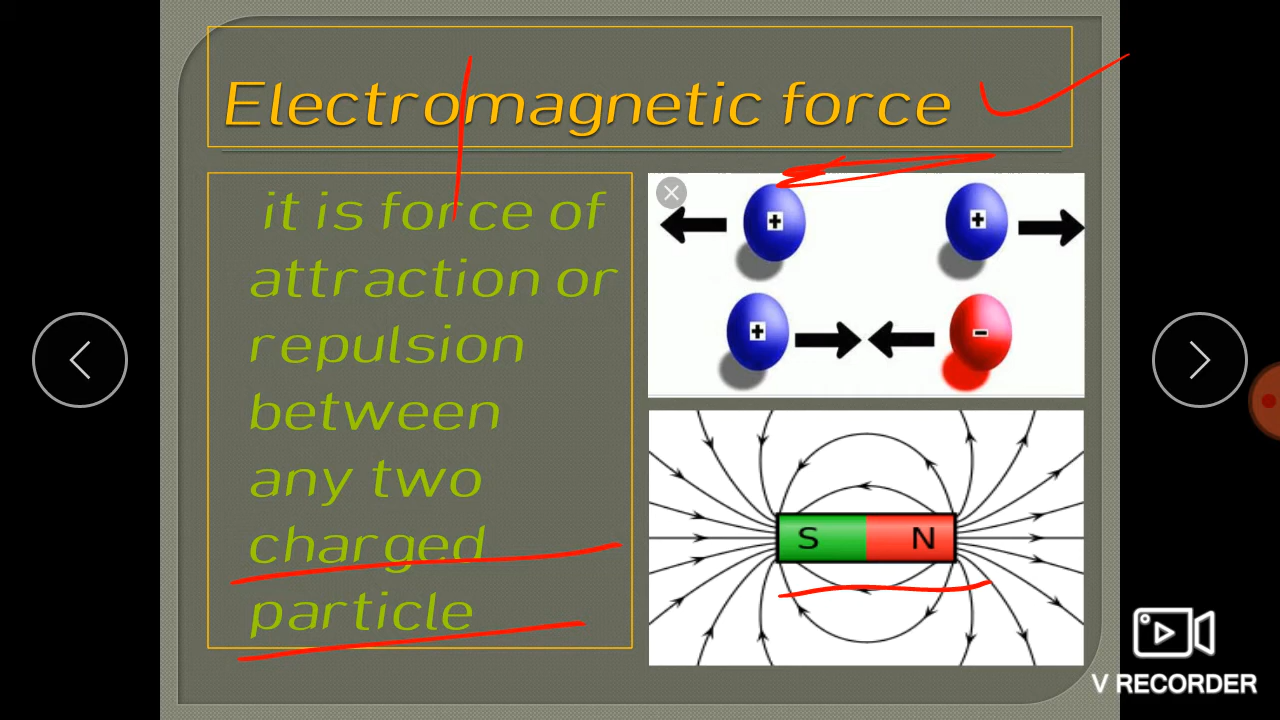 Electromagnetic force
it is force of
attraction or
repulsion
between
any two
charged
particle
+ +
+ -
S N
V RECORDER